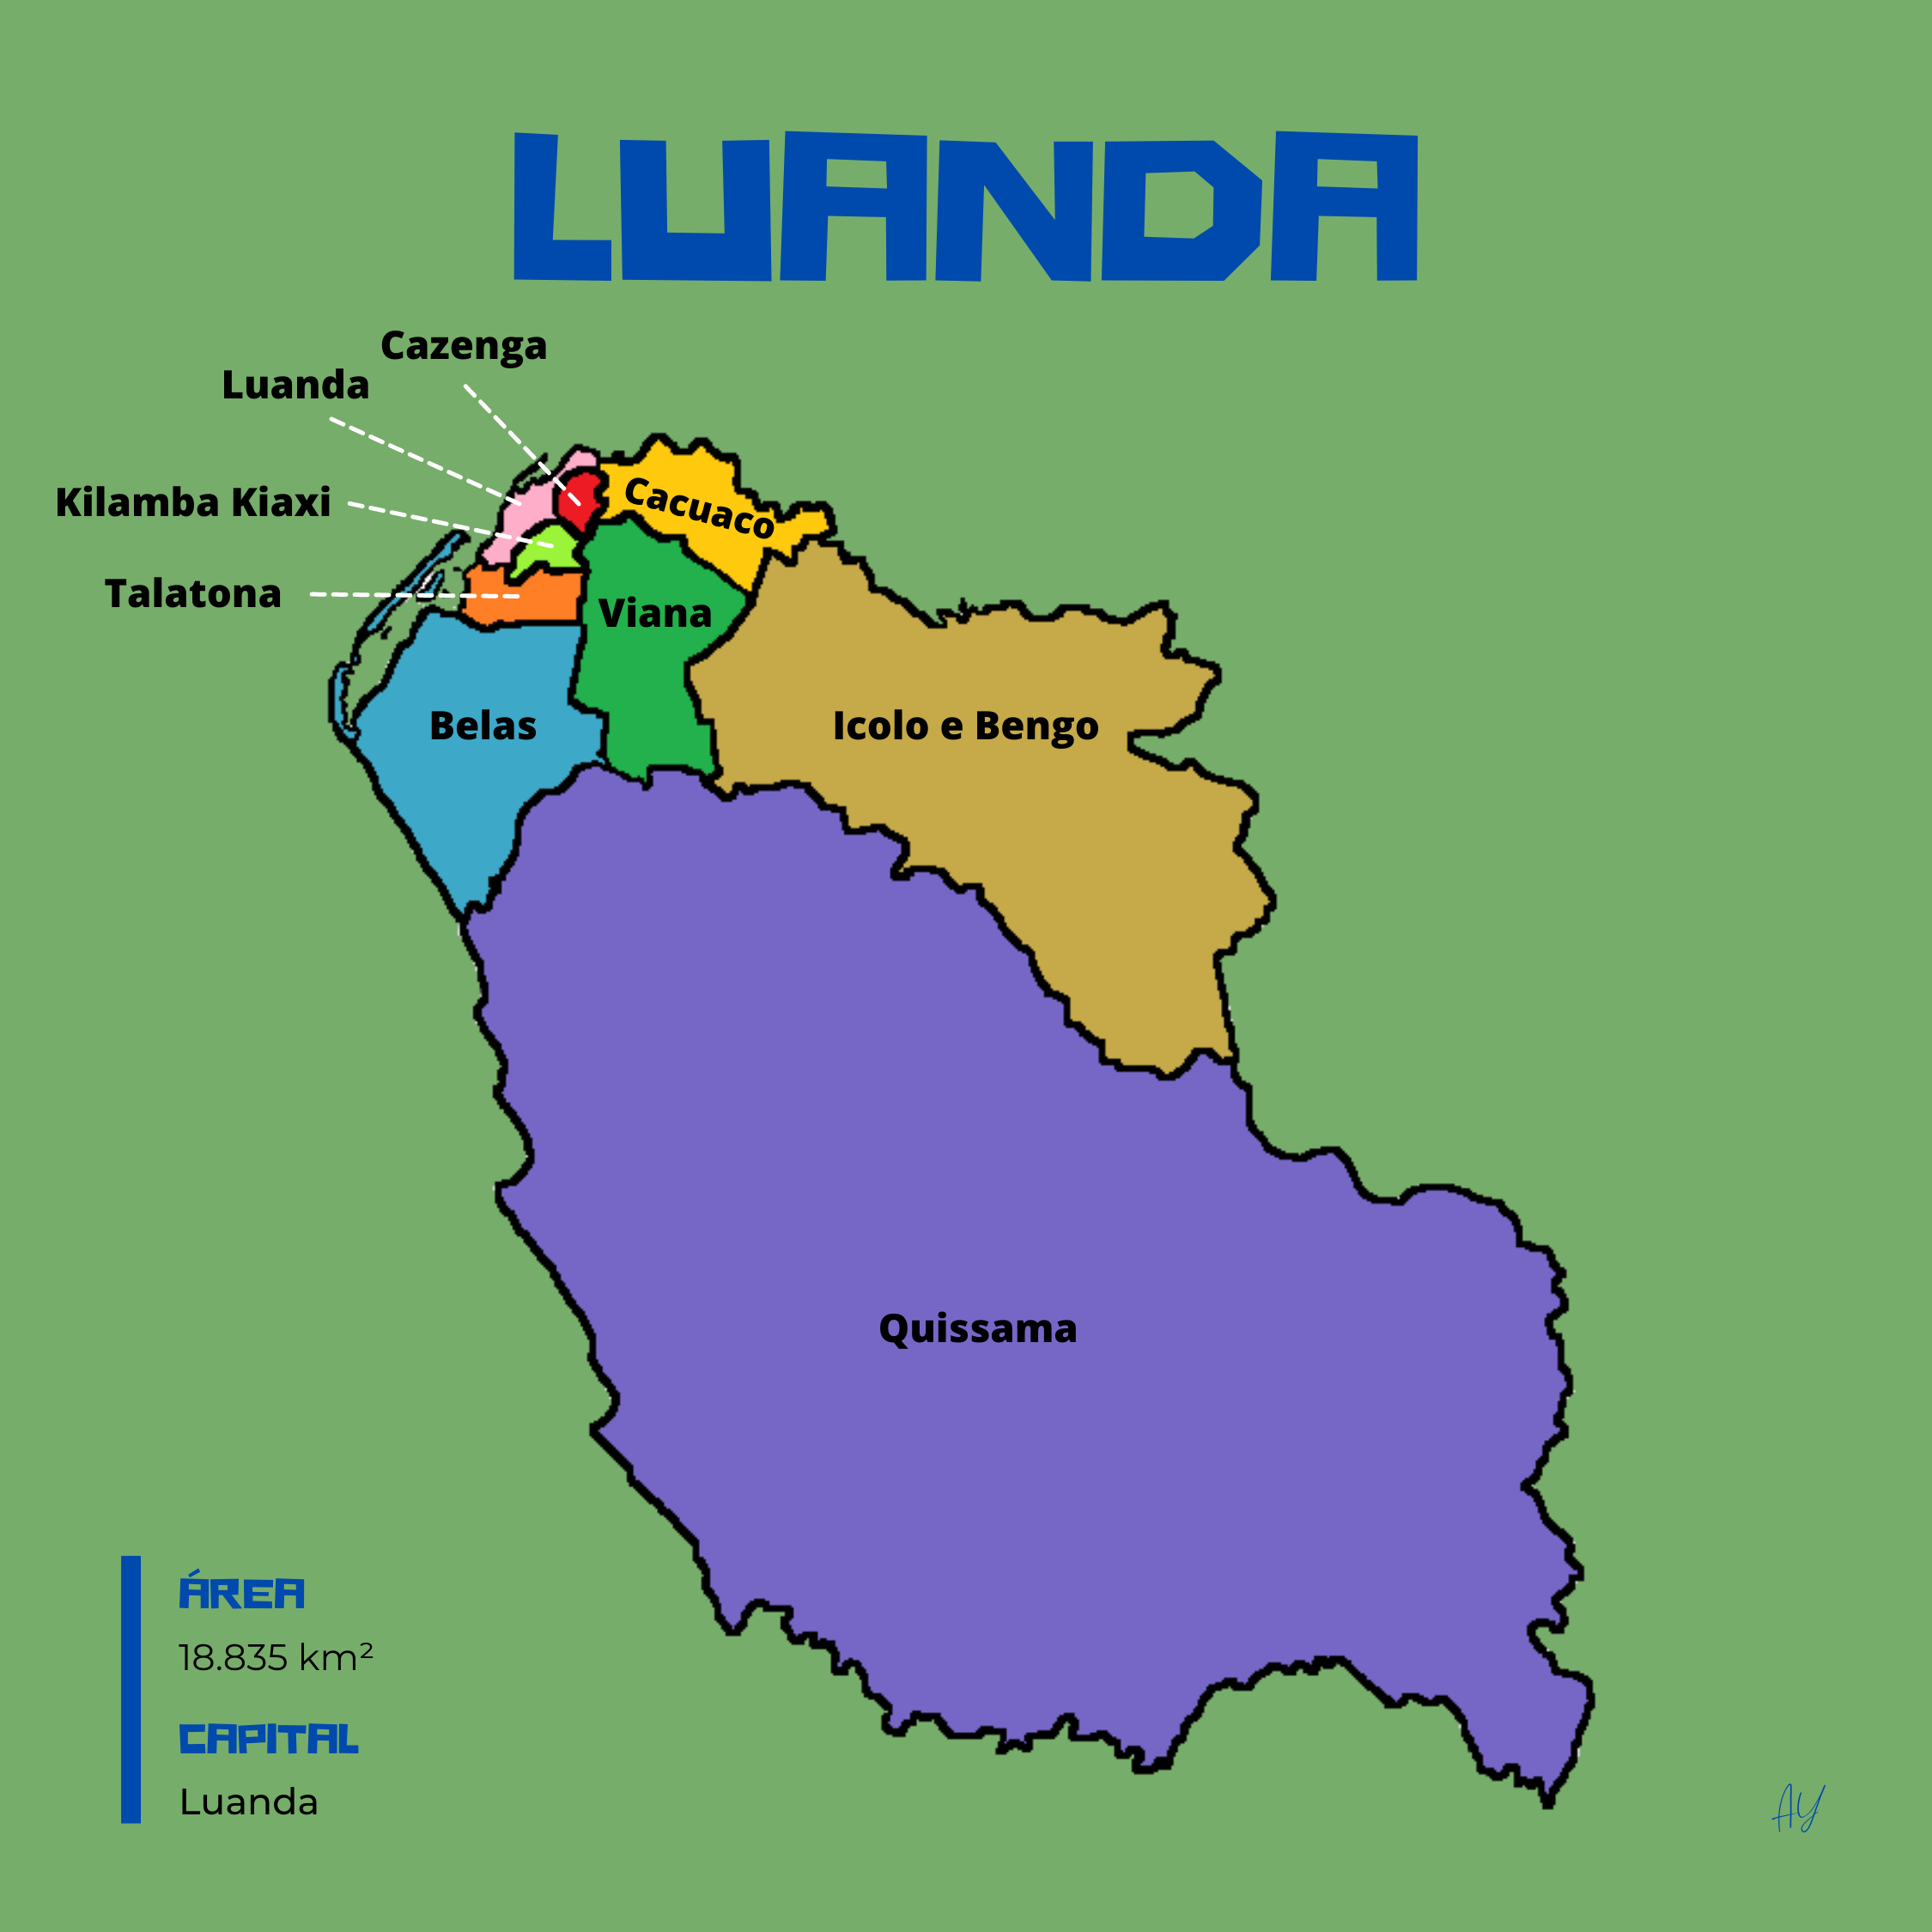 LUANDA
Cazenga
Luanda
Kilamba Kiaxi
Cacuaco
Talatona
Viana
Belas
Icolo e Bengo
Quissama
ÁREA
18.835 km²
CAPITAL
Luanda
AY